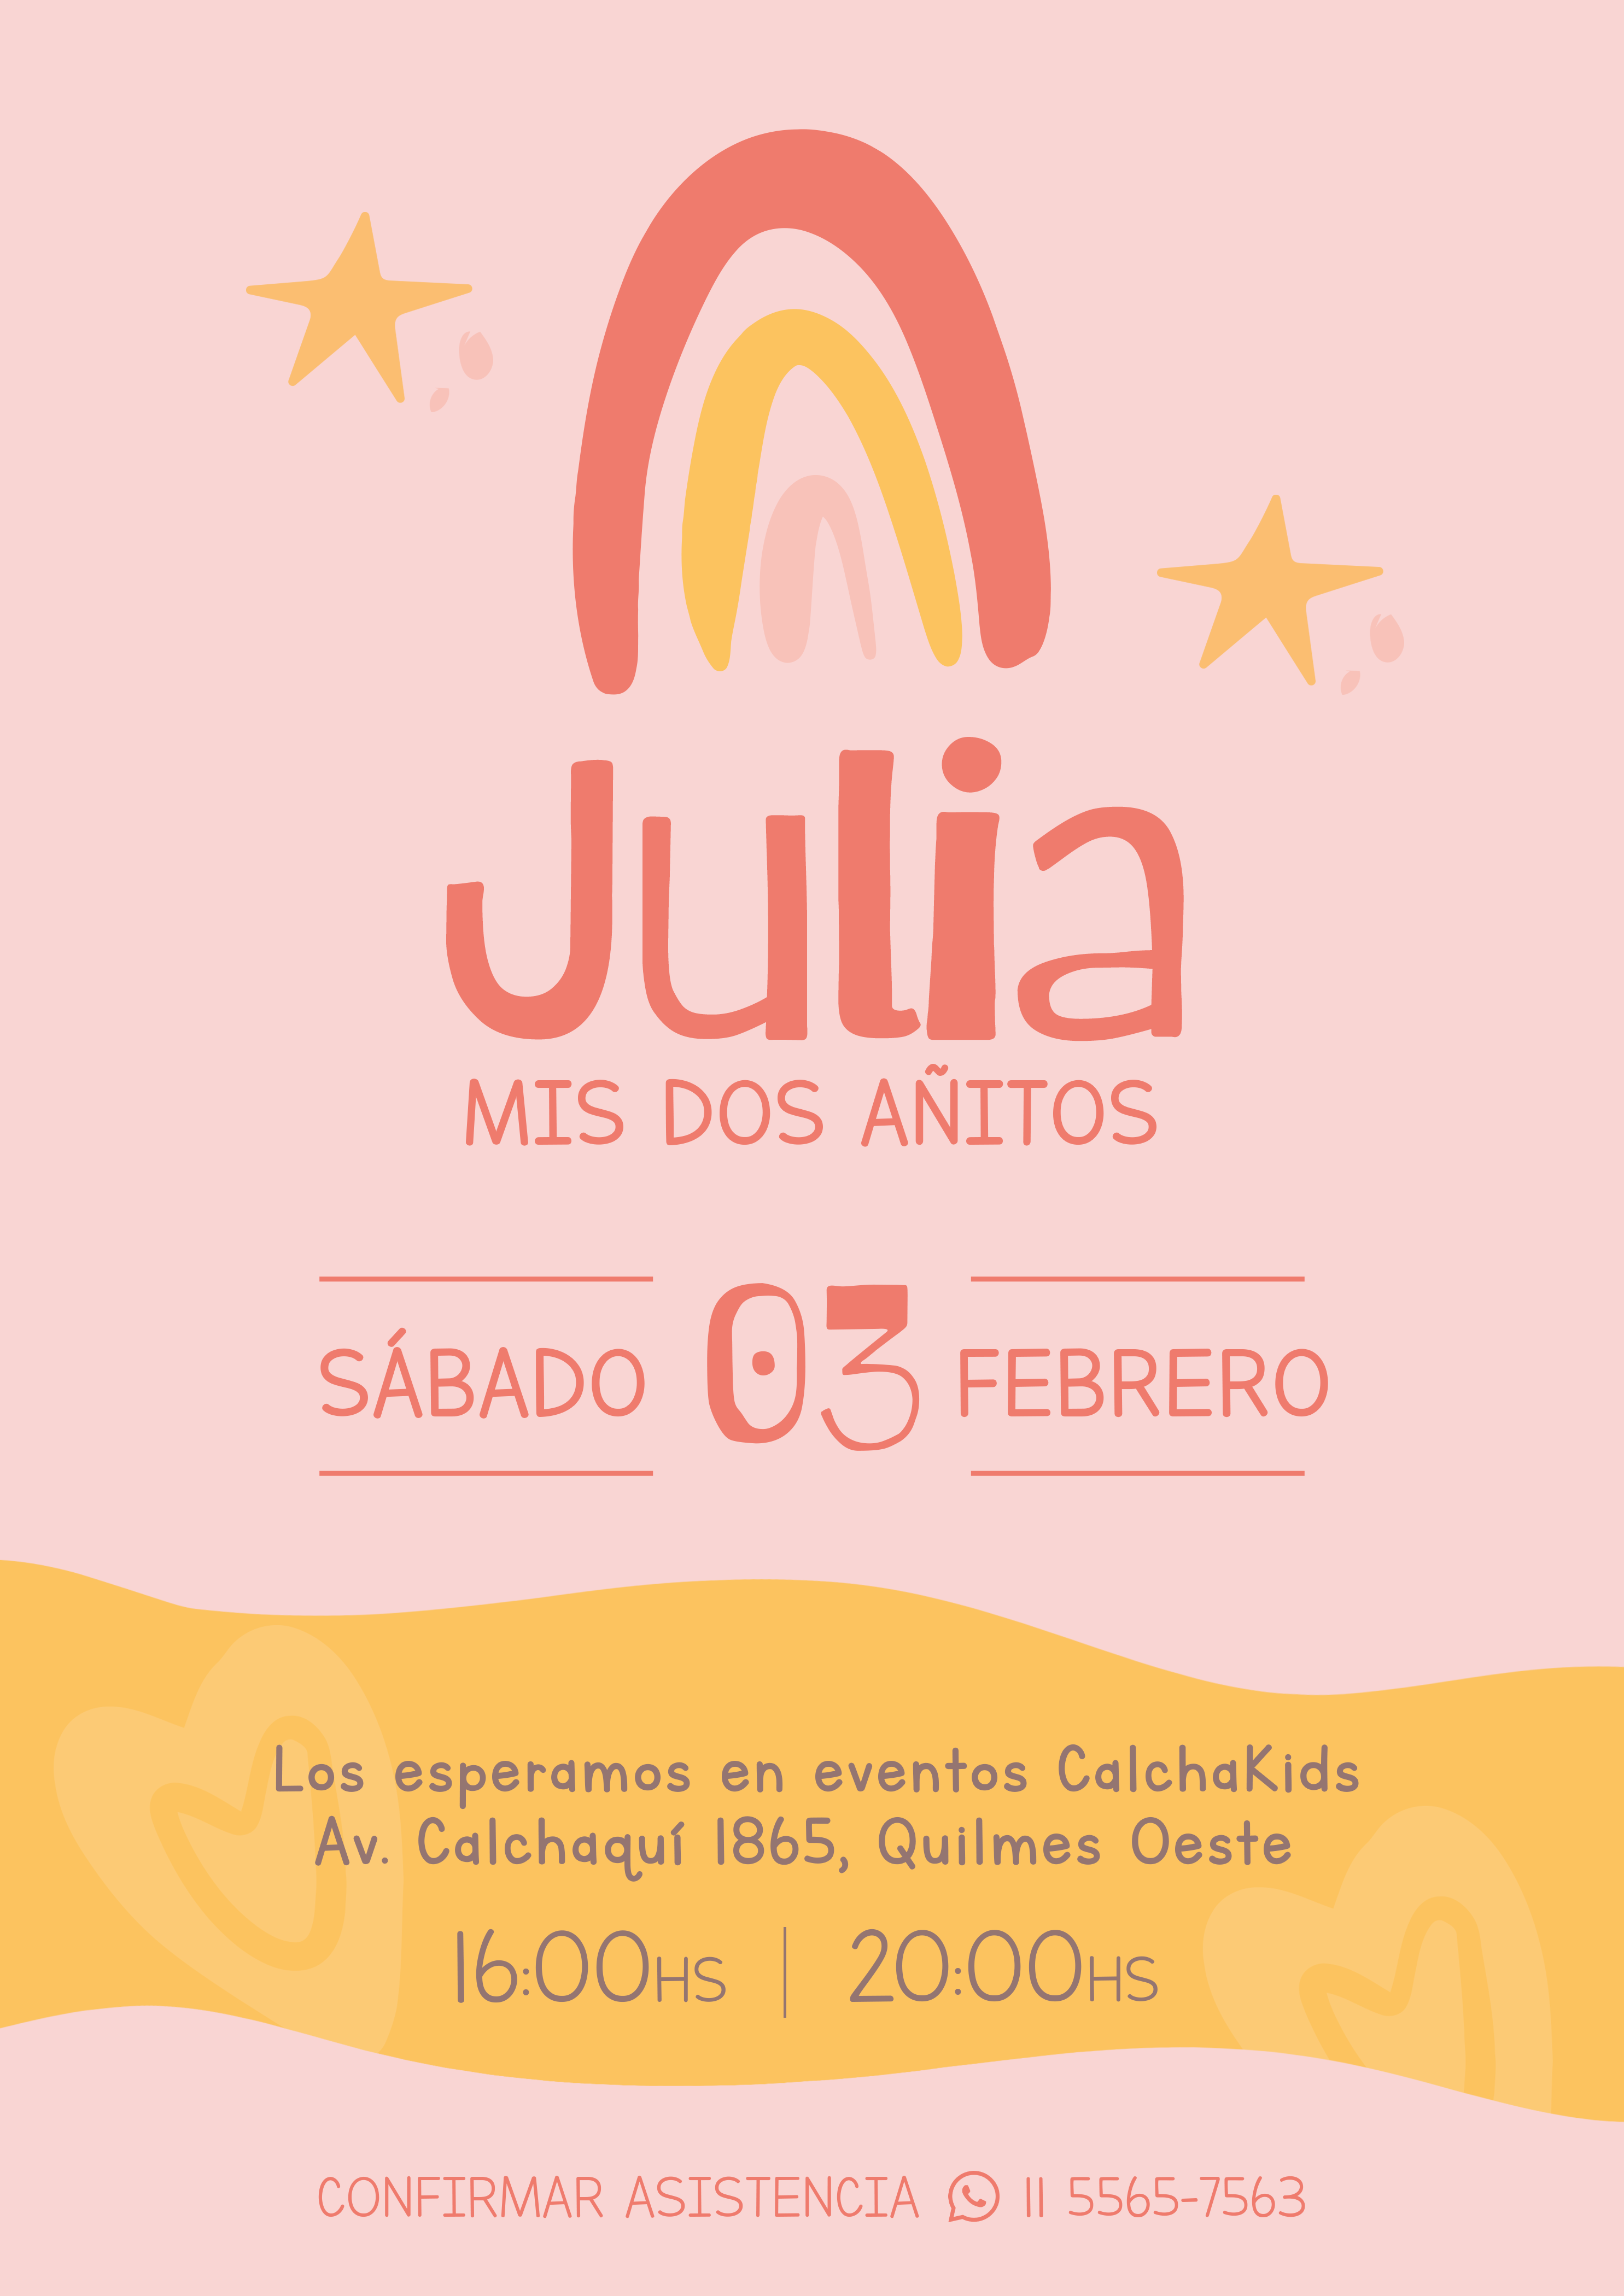 Julia
MIS DOS AÑITOS
SÁBADO 03 FEBRERO
Los esperamos en eventos CalchaKids
Av. Calchaquí 1865, Quilmes Oeste
16:00HS | 20:00HS
CONFIRMAR ASISTENCIA 11 5565-7563